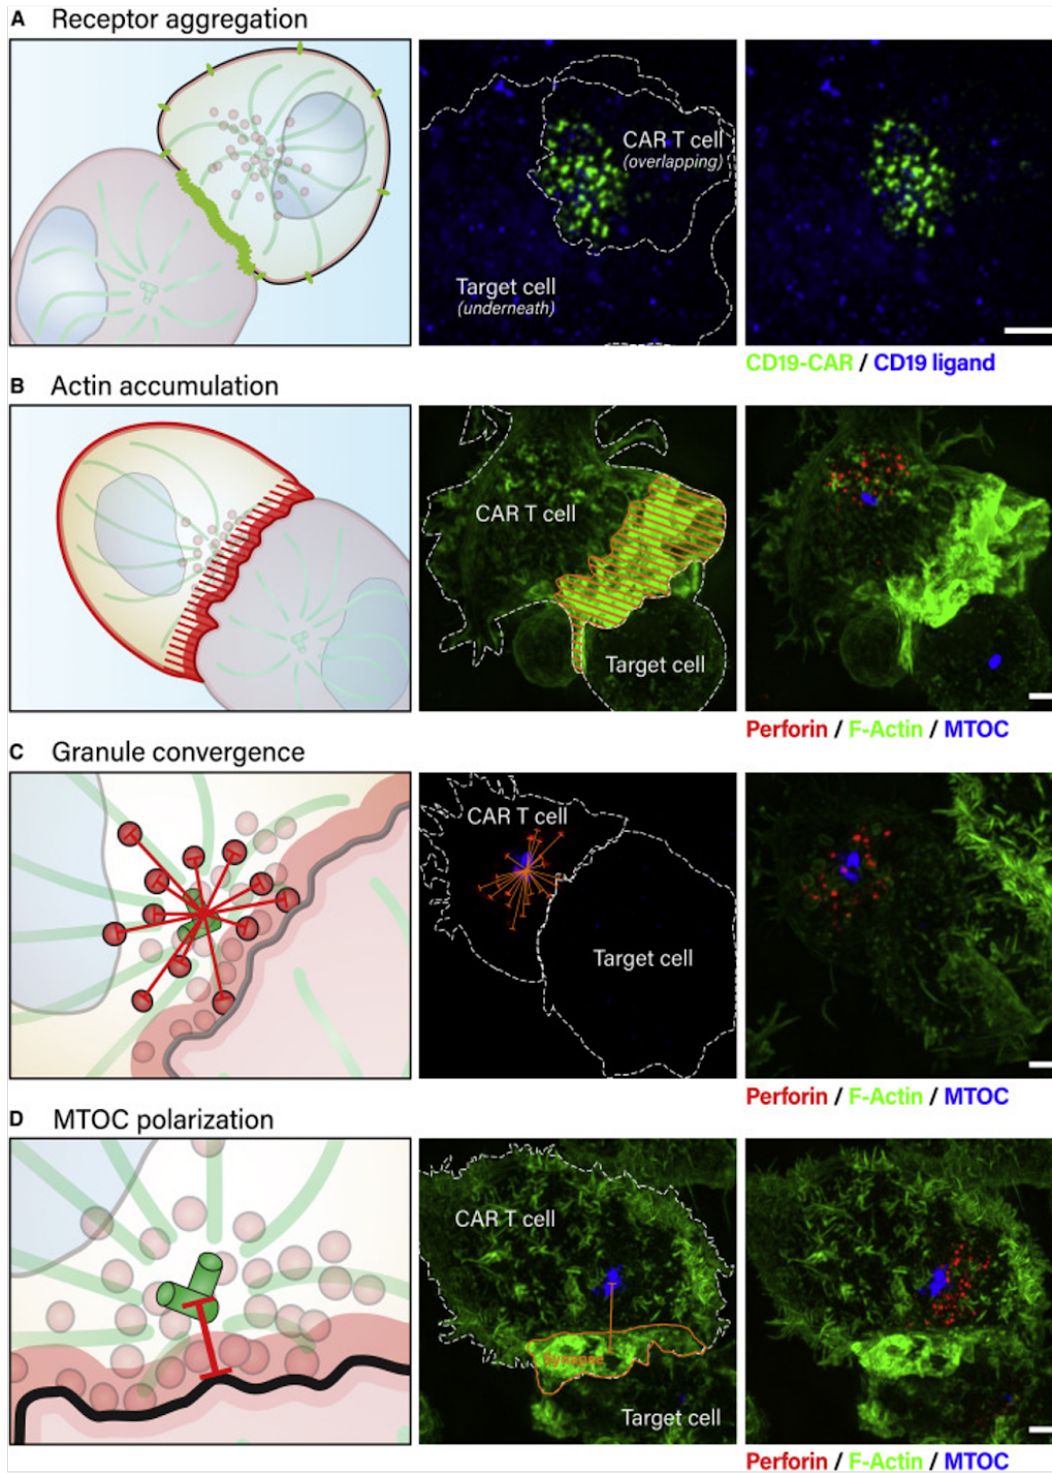 A Receptor aggregation
CAR T cell
(overlapping)
Target cell
(underneath)
CD19-CAR / CD19 ligand
B Actin accumulation
CAR T cell
Target cell
Perforin / F-Actin / MTOC
C Granule convergence
CAR T cell
Target cell
Perforin / F-Actin / MTOC
D MTOC polarization
CAR T cell
Synapse
Target cell
Perforin / F-Actin / MTOC